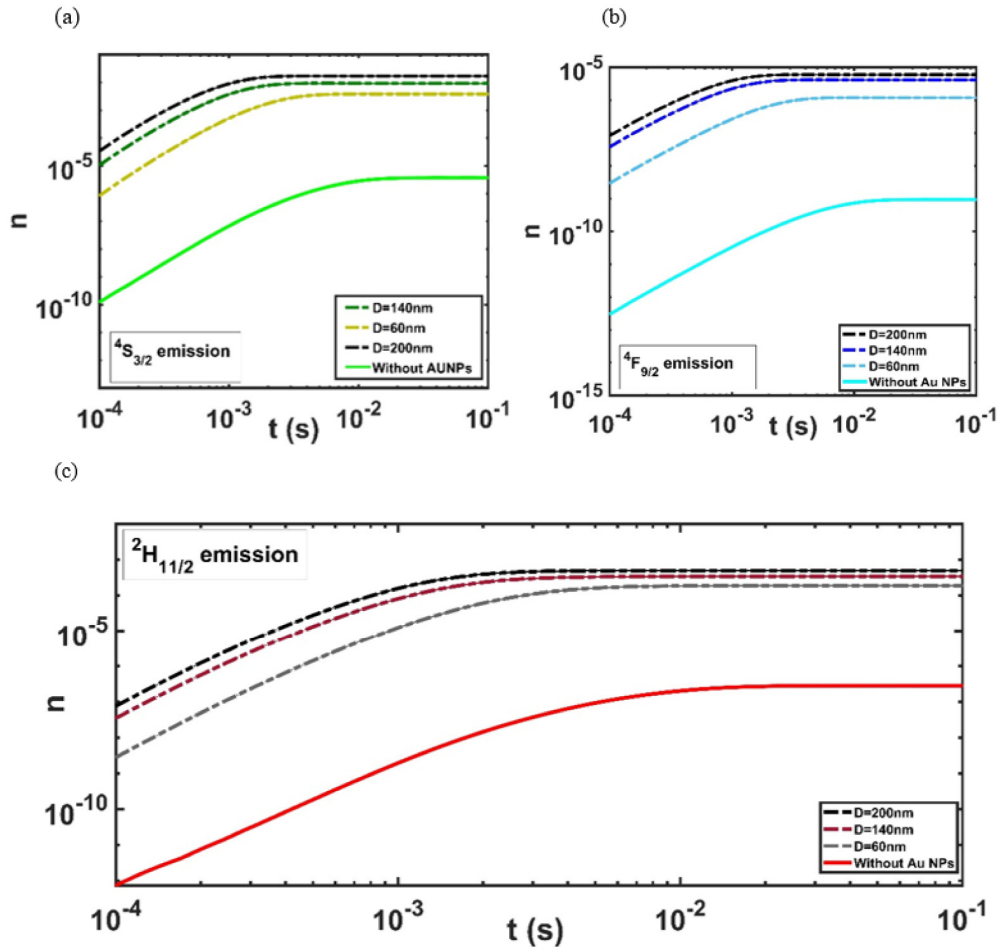 (a)
n
10^-5
10^-10
^4S_3/2 emission
D=140nm
D=60nm
D=200nm
Without AUNPs
10^-4
10^-3
10^-2
10^-1
t (s)
(b)
10^-5
n
10^-10
10^-15
^4F_9/2 emission
D=200nm
D=140nm
D=60nm
Without Au NPs
10^-4
10^-3
10^-2
10^-1
t (s)
(c)
^2H_11/2 emission
n
10^-5
10^-10
D=200nm
D=140nm
D=60nm
Without Au NPs
10^-4
10^-3
10^-2
10^-1
t (s)